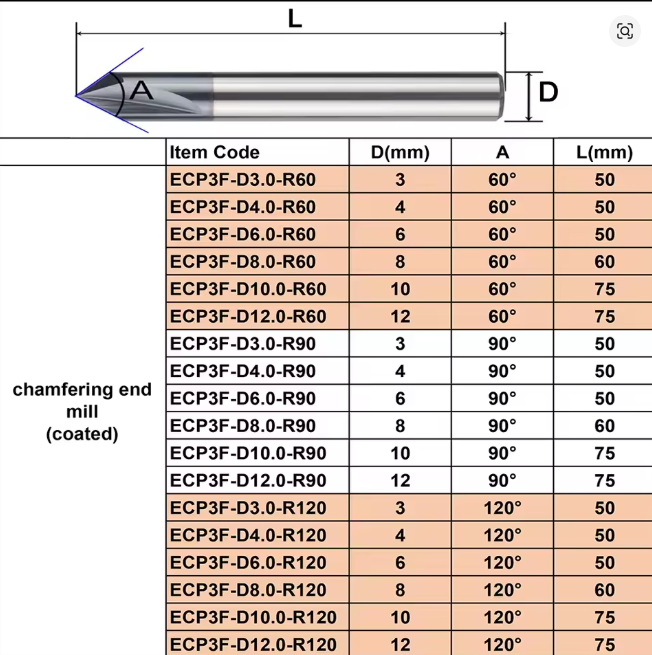 L
A
D
Item Code D(mm) A L(mm)
ECP3F-D3.0-R60 3 60° 50
ECP3F-D4.0-R60 4 60° 50
ECP3F-D6.0-R60 6 60° 50
ECP3F-D8.0-R60 8 60° 60
ECP3F-D10.0-R60 10 60° 75
ECP3F-D12.0-R60 12 60° 75
ECP3F-D3.0-R90 3 90° 50
ECP3F-D4.0-R90 4 90° 50
ECP3F-D6.0-R90 6 90° 50
ECP3F-D8.0-R90 8 90° 60
ECP3F-D10.0-R90 10 90° 75
ECP3F-D12.0-R90 12 90° 75
ECP3F-D3.0-R120 3 120° 50
ECP3F-D4.0-R120 4 120° 50
ECP3F-D6.0-R120 6 120° 50
ECP3F-D8.0-R120 8 120° 60
ECP3F-D10.0-R120 10 120° 75
ECP3F-D12.0-R120 12 120° 75
chamfering end
mill
(coated)